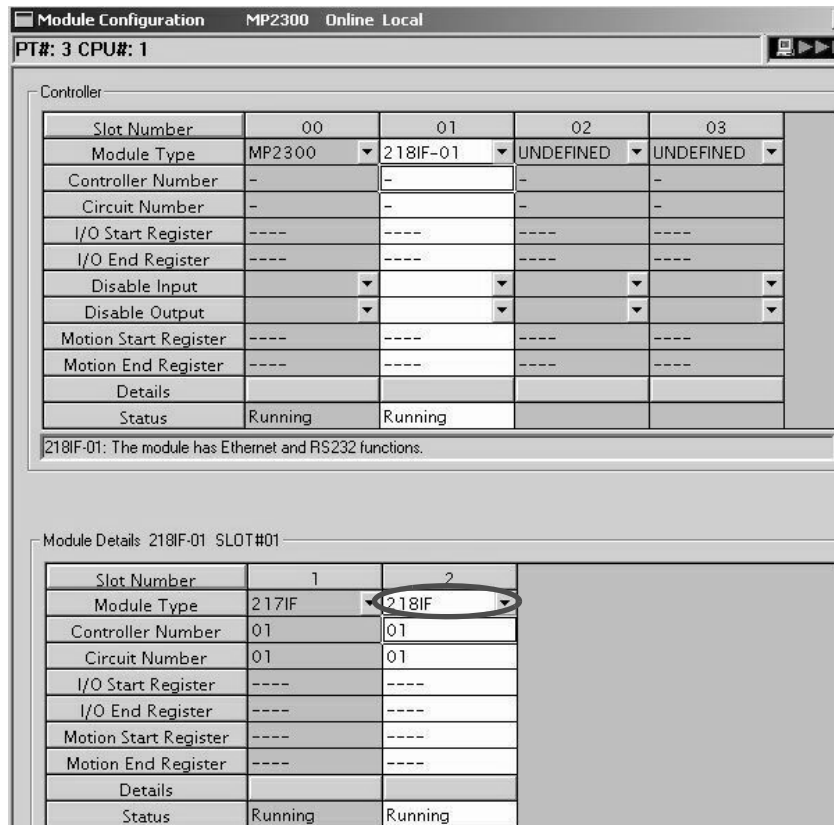 Module Configuration MP2300 Online Local
PT#: 3 CPU#: 1
Controller
Slot Number 00 01 02 03
Module Type MP2300 218IF-01 UNDEFINED UNDEFINED
Controller Number - - - -
Circuit Number - - - -
I/O Start Register ---- ---- ---- ----
I/O End Register ---- ---- ---- ----
Disable Input
Disable Output
Motion Start Register ---- ---- ---- ----
Motion End Register ---- ---- ---- ----
Details
Status Running Running
218IF-01: The module has Ethernet and RS232 functions.
Module Details 218IF-01 SLOT#01
Slot Number 1 2
Module Type 217IF 218IF
Controller Number 01 01
Circuit Number 01 01
I/O Start Register ---- ----
I/O End Register ---- ----
Motion Start Register ---- ----
Motion End Register ---- ----
Details
Status Running Running